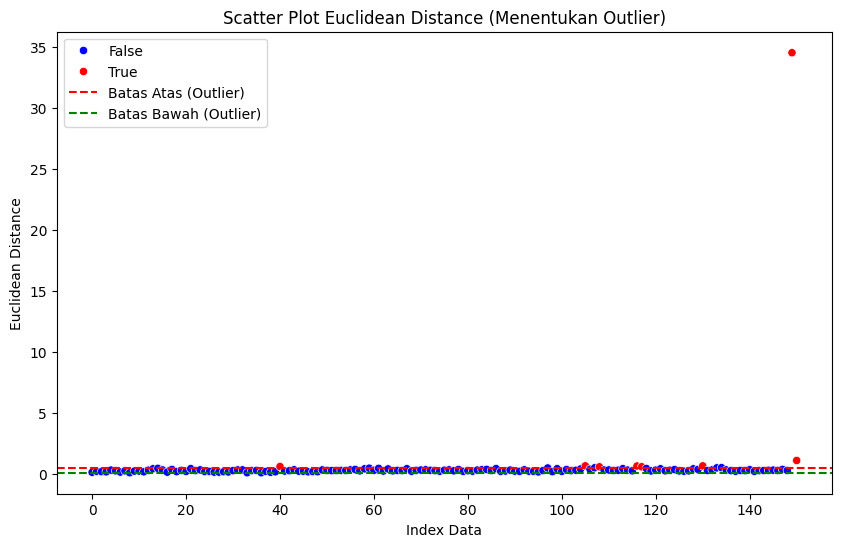 Scatter Plot Euclidean Distance (Menentukan Outlier)
False
True
Batas Atas (Outlier)
Batas Bawah (Outlier)
Euclidean Distance
35
30
25
20
15
10
5
0
0 20 40 60 80 100 120 140
Index Data